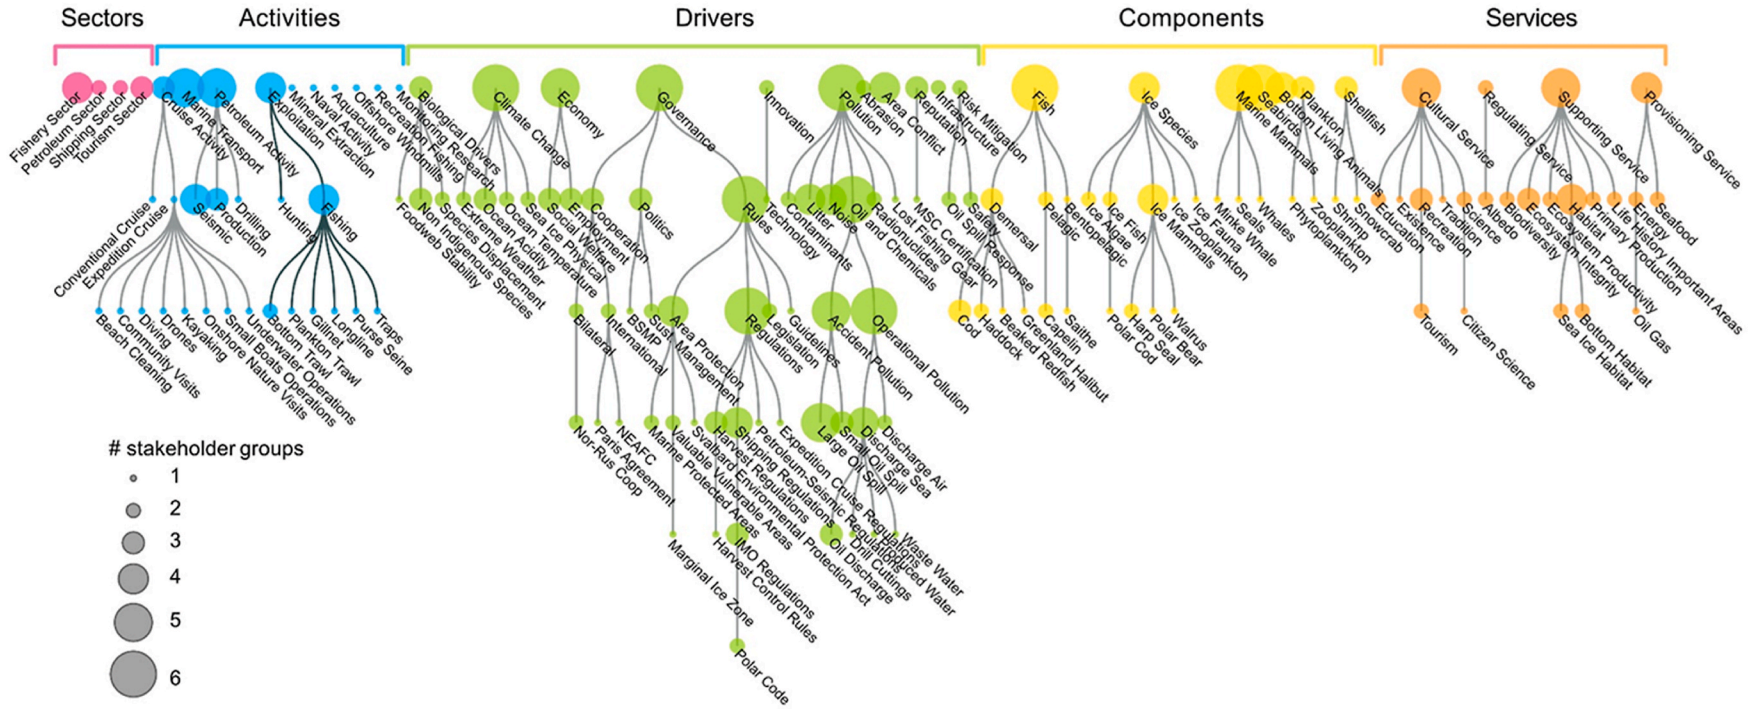 Sectors
Activities
Drivers
Components
Services
Fishery Sector
Petroleum Sector
Shipping Sector
Tourism Sector
Cruise Activity
Marine Transport
Petroleum Activity
Exploitation
Mineral Extraction
Naval Activity
Aquaculture
Offshore Windmills
Recreation Fishing
Monitoring Research
Biological Drivers
Climate Change
Economy
Governance
Innovation
Pollution
Abrasion
Area Conflict
Reputation
Infrastructure
Risk Mitigation
Fish
Ice Species
Marine Mammals
Seabirds
Bottom Living Animals
Plankton
Shellfish
Cultural Service
Regulating Service
Supporting Service
Provisioning Service
Conventional Cruise
Expedition Cruise
Seismic
Production
Drilling
Hunting
Fishing
Foodweb Stability
Non Indigenous Species
Species Displacement
Extreme Weather
Ocean Acidity
Ocean Temperature
Sea Ice Physical
Social Welfare
Employment
Cooperation
Politics
Rules
Technology
Contaminants
Litter
Noise
Oil and Chemicals
Radionuclides
Lost Fishing Gear
MSC Certification
Oil Spill Response
Safety
Demersal
Pelagic
Bentopelagic
Ice Algae
Ice Fish
Ice Mammals
Ice Zooplankton
Ice Fauna
Minke Whale
Seals
Whales
Phytoplankton
Zooplankton
Shrimp
Snowcrab
Education
Existence
Recreation
Tradition
Science
Albedo
Biodiversity
Ecosystem Integrity
Ecosystem Productivity
Habitat
Primary Production
Life History Important Areas
Energy
Seafood
Beach Cleaning
Community Visits
Diving
Drones
Kayaking
Onshore Nature Visits
Small Boats Operations
Underwater Operations
Bottom Trawl
Plankton Trawl
Gillnet
Longline
Purse Seine
Traps
Bilateral
International
BSMP
Sust Management
Area Protection
Regulations
Legislation
Guidelines
Accident Pollution
Operational Pollution
Cod
Haddock
Beaked Redfish
Greenland Halibut
Capelin
Saithe
Polar Cod
Harp Seal
Polar Bear
Walrus
Tourism
Citizen Science
Sea Ice Habitat
Bottom Habitat
Oil Gas
Nor-Rus Coop
Paris Agreement
NEAFC
Marine Protected Areas
Valuable Vulnerable Areas
Svalbard Environmental Protection Act
Harvest Regulations
Shipping Regulations
Petroleum-Seismic Regulations
Expedition Cruise Regulations
Large Oil Spill
Small Oil Spill
Discharge Sea
Discharge Air
Marginal Ice Zone
Harvest Control Rules
IMO Regulations
Oil Discharge
Drill Cuttings
Produced Water
Waste Water
Polar Code
# stakeholder groups
1
2
3
4
5
6